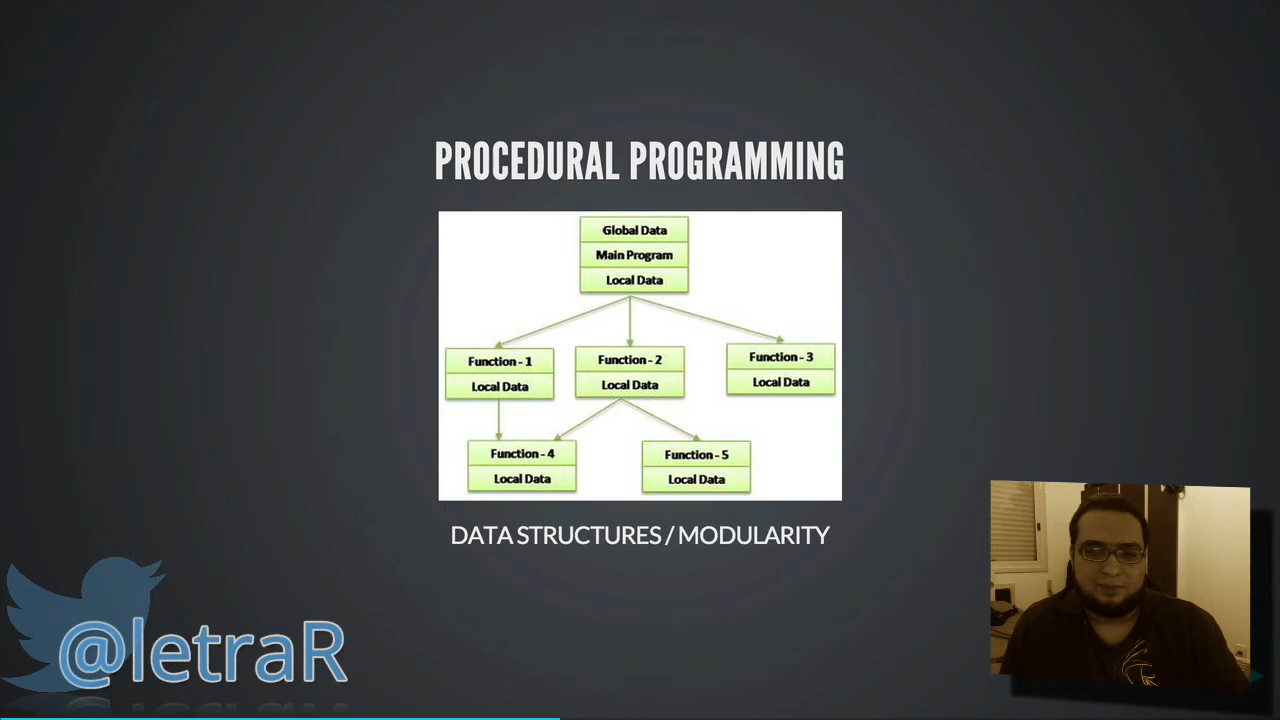 PROCEDURAL PROGRAMMING
Global Data
Main Program
Local Data
Function - 1
Local Data
Function - 2
Local Data
Function - 3
Local Data
Function - 4
Local Data
Function - 5
Local Data
DATA STRUCTURES / MODULARITY
@letraR